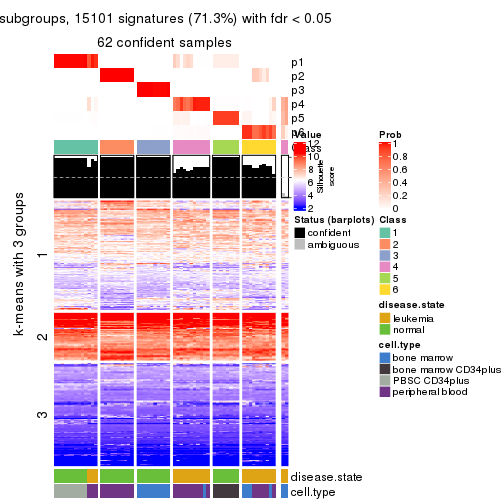 subgroups, 15101 signatures (71.3%) with fdr < 0.05
62 confident samples
p1
p2
p3
p4
p5
p6
Class
1
0.5
0
Silhouette
score
k-means with 3 groups
1
2
3
disease.state
cell.type
Value
12
10
8
6
4
2
Status (barplots)
confident
ambiguous
Prob
1
0.8
0.6
0.4
0.2
0
Class
1
2
3
4
5
6
disease.state
leukemia
normal
cell.type
bone marrow
bone marrow CD34plus
PBSC CD34plus
peripheral blood